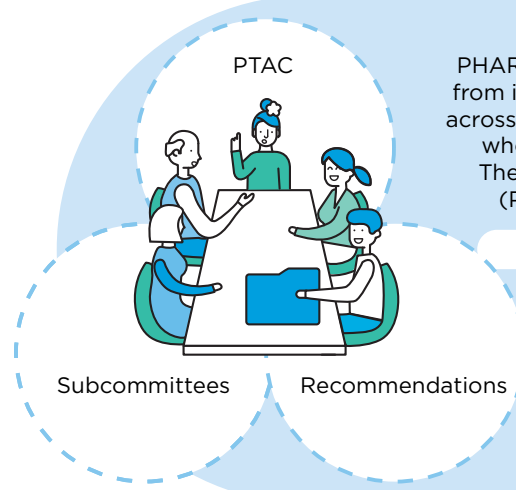 PTAC
PHAR
from i
across
whe
The
(P
Subcommittees
Recommendations